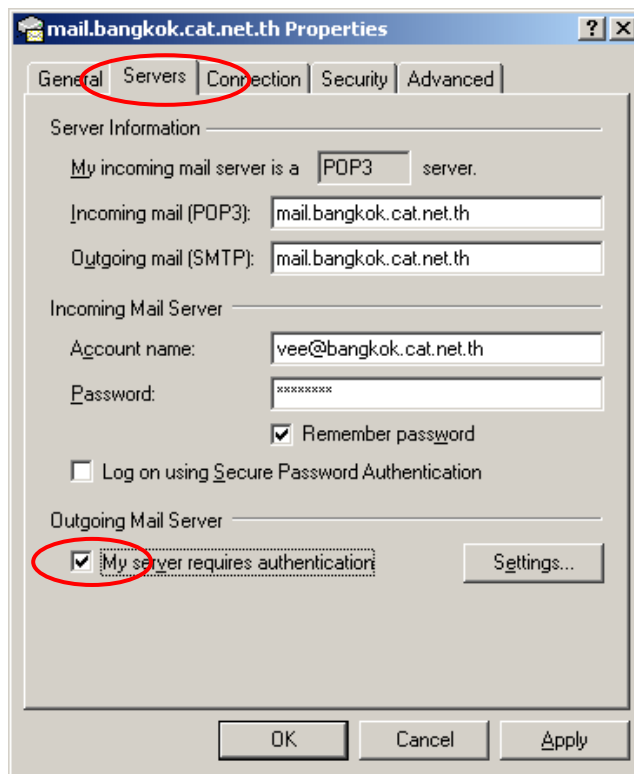 mail.bangkok.cat.net.th Properties
General Servers Connection Security Advanced
Server Information
My incoming mail server is a POP3 server.
Incoming mail (POP3): mail.bangkok.cat.net.th
Outgoing mail (SMTP): mail.bangkok.cat.net.th
Incoming Mail Server
Account name: vee@bangkok.cat.net.th
Password: ********
Remember password
Log on using Secure Password Authentication
Outgoing Mail Server
My server requires authentication Settings...
OK Cancel Apply